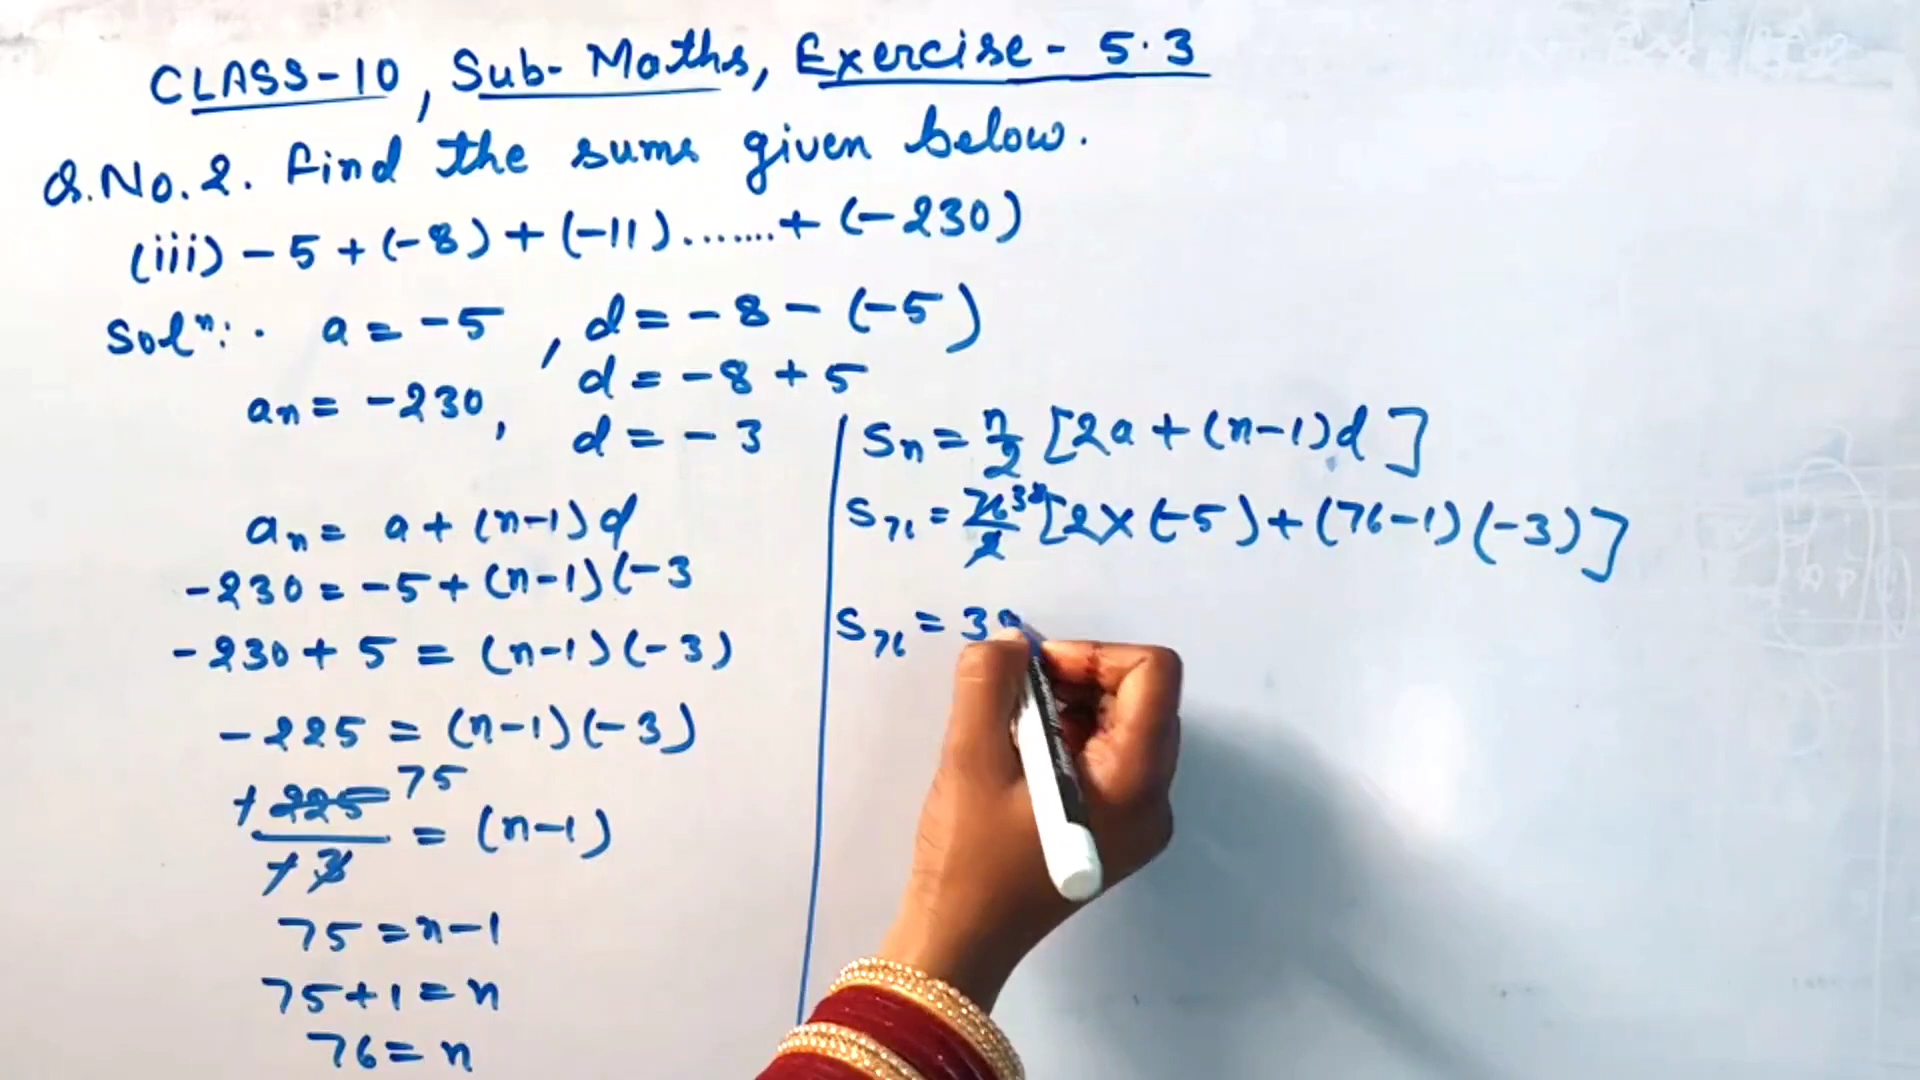 CLASS-10, Sub- Maths, Exercise - 5.3
Q.No.2. Find the sums given below.
(iii) -5+(-8)+(-11).......+(-230)
Solⁿ:- a = -5, d = -8-(-5)
d = -8+5
an = -230,
d = -3
an = a+(n-1)d
-230 = -5+(n-1)(-3
-230+5 = (n-1)(-3)
-225 = (n-1)(-3)
+225/+3 75 = (n-1)
75 = n-1
75+1 = n
76 = n
Sn = n/2 [2a+(n-1)d]
S76 = 76/2 38 [2×(-5)+(76-1)(-3)]
S76 = 38